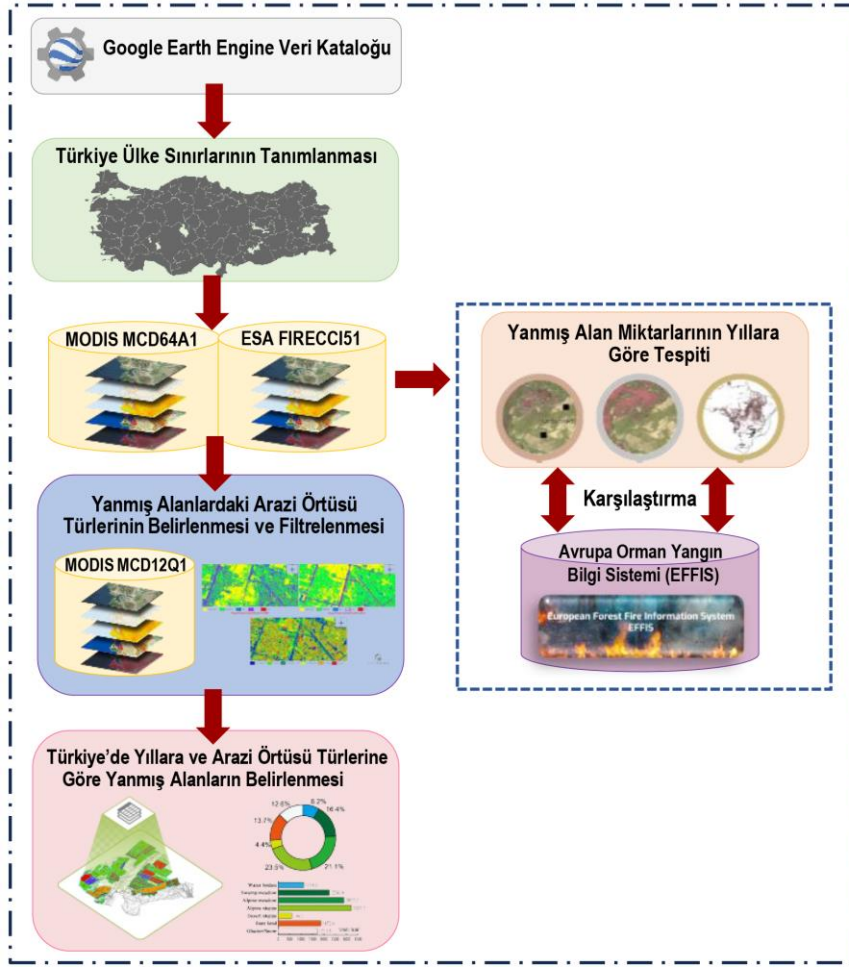 Google Earth Engine Veri Kataloğu
Türkiye Ülke Sınırlarının Tanımlanması
MODIS MCD64A1
ESA FIRECCI51
Yanmış Alan Miktarlarının Yıllara
Göre Tespiti
Karşılaştırma
Avrupa Orman Yangın
Bilgi Sistemi (EFFIS)
European Forest Fire Information System
EFFIS
Yanmış Alanlardaki Arazi Örtüsü
Türlerinin Belirlenmesi ve Filtrelenmesi
MODIS MCD12Q1
Türkiye'de Yıllara ve Arazi Örtüsü Türlerine
Göre Yanmış Alanların Belirlenmesi
12.6%
8.2%
16.4%
13.7%
4.4%
23.5%
21.1%